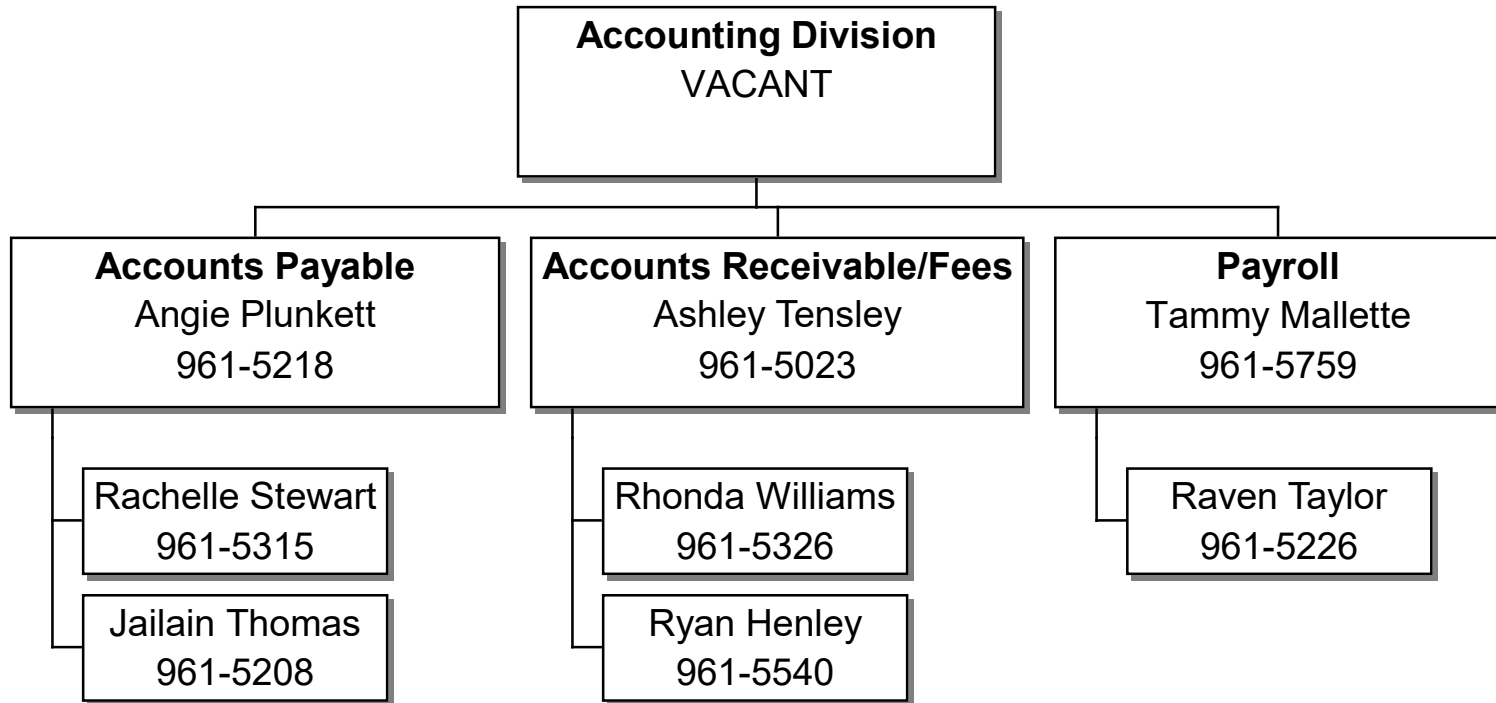 Accounting Division
VACANT
Accounts Payable
Angie Plunkett
961-5218
Accounts Receivable/Fees
Ashley Tensley
961-5023
Payroll
Tammy Mallette
961-5759
Rachelle Stewart
961-5315
Jailain Thomas
961-5208
Rhonda Williams
961-5326
Ryan Henley
961-5540
Raven Taylor
961-5226